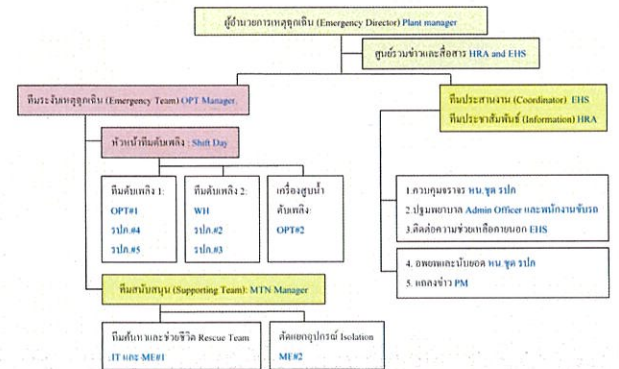 ผู้อำนวยการเหตุฉุกเฉิน (Emergency Director) Plant manager
ศูนย์รวมข่าวและสื่อสาร HRA and EHS
ทีมระงับเหตุฉุกเฉิน (Emergency Team) OPT Manager.
ทีมประสานงาน (Coordinator) EHS
ทีมประชาสัมพันธ์ (Information) HRA
หัวหน้าทีมดับเพลิง : Shift Day
ทีมดับเพลิง 1:
OPT#1
รปภ.#4
รปภ.#5
ทีมดับเพลิง 2:
WH
รปภ.#2
รปภ.#3
เครื่องสูบน้ำ
ดับเพลิง:
OPT#2
1.ควบคุมจราจร หน.ชุด รปภ
2.ปฐมพยาบาล Admin Officer และพนักงานขับรถ
3.ติดต่อความช่วยเหลือภายนอก EHS
4. อพยพและนับยอด หน.ชุด รปภ
5. แถลงข่าว PM
ทีมสนับสนุน (Supporting Team): MTN Manager
ทีมค้นหาและช่วยชีวิต Rescue Team
:IT และ ME#1
ตัดแยกอุปกรณ์ Isolation
ME#2